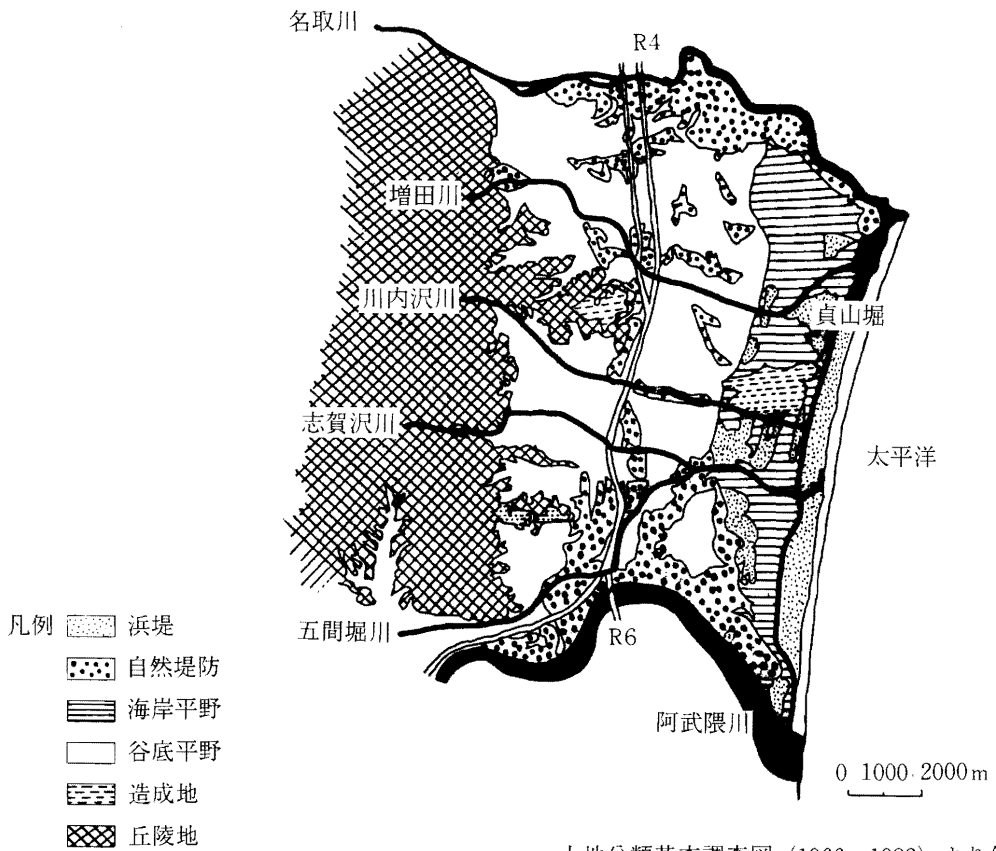 名取川
R4
増田川
川内沢川
貞山堀
志賀沢川
太平洋
五間堀川
R6
阿武隈川
0 1000 2000m
凡例
浜堤
自然堤防
海岸平野
谷底平野
造成地
丘陵地